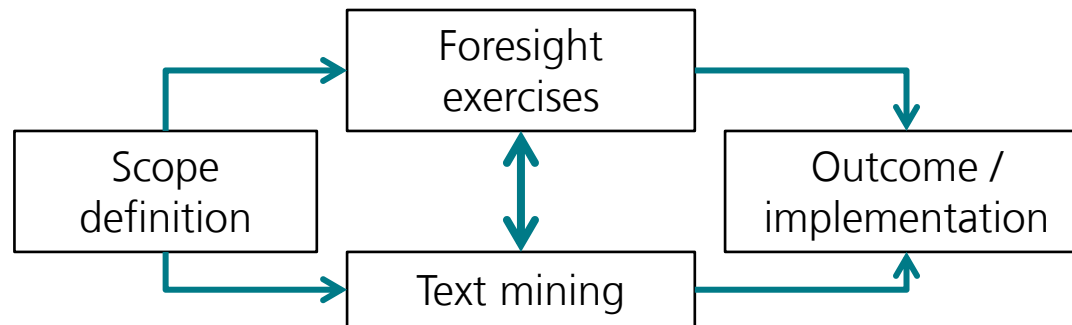 Foresight
exercises
Scope
definition
Outcome /
implementation
Text mining